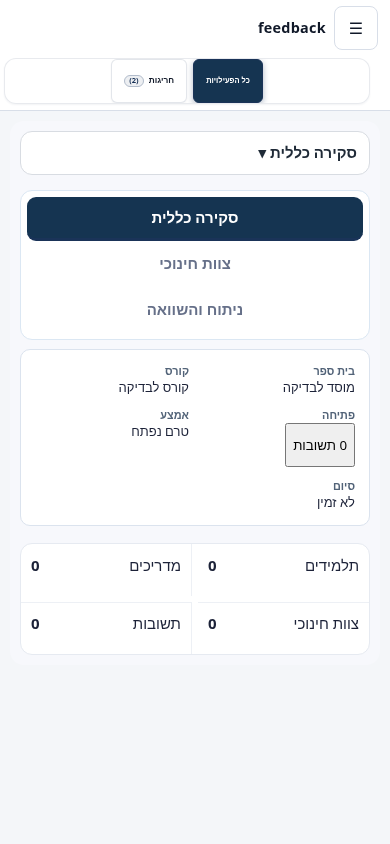 ☰ feedback
כל הפעילויות
חריגות (2)
סקירה כללית ▾
סקירה כללית
צוות חינוכי
ניתוח והשוואה
בית ספר
מוסד לבדיקה
קורס
קורס לבדיקה
פתיחה
0 תשובות
אמצע
טרם נפתח
סיום
לא זמין
תלמידים 0
מדריכים 0
צוות חינוכי 0
תשובות 0